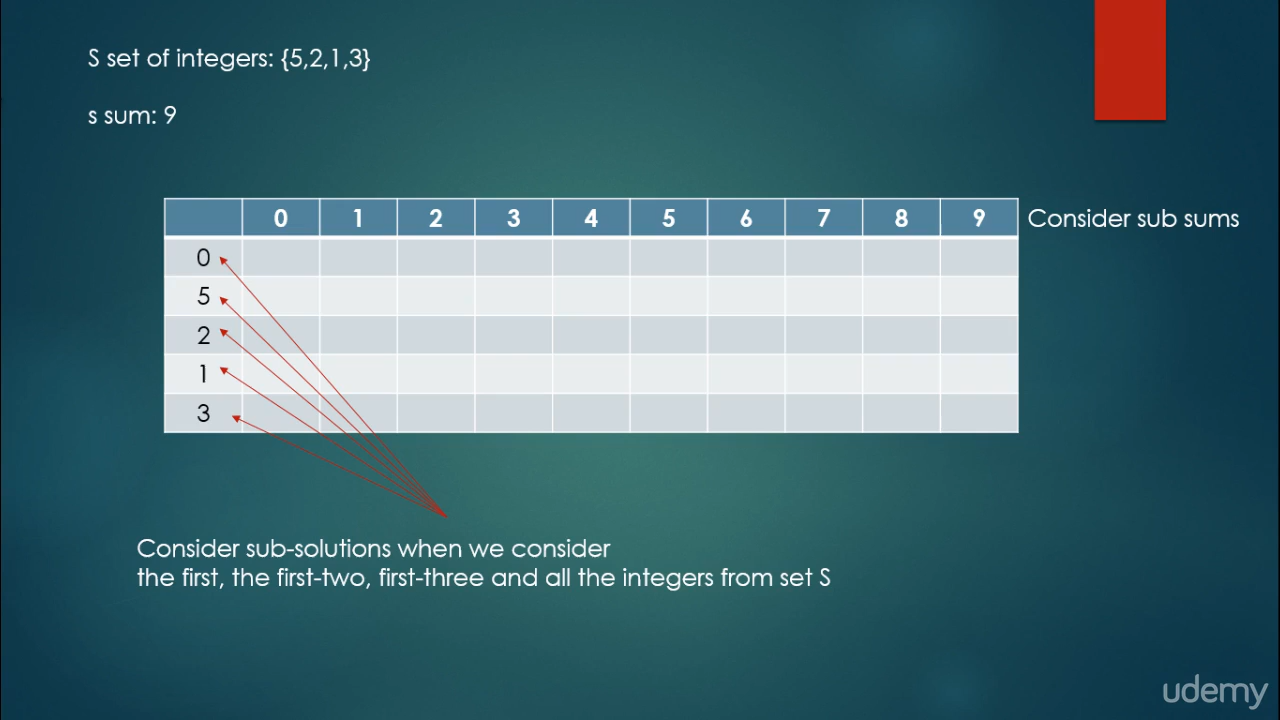 S set of integers: {5,2,1,3}
s sum: 9
0 1 2 3 4 5 6 7 8 9 Consider sub sums
0
5
2
1
3
Consider sub-solutions when we consider
the first, the first-two, first-three and all the integers from set S
udemy